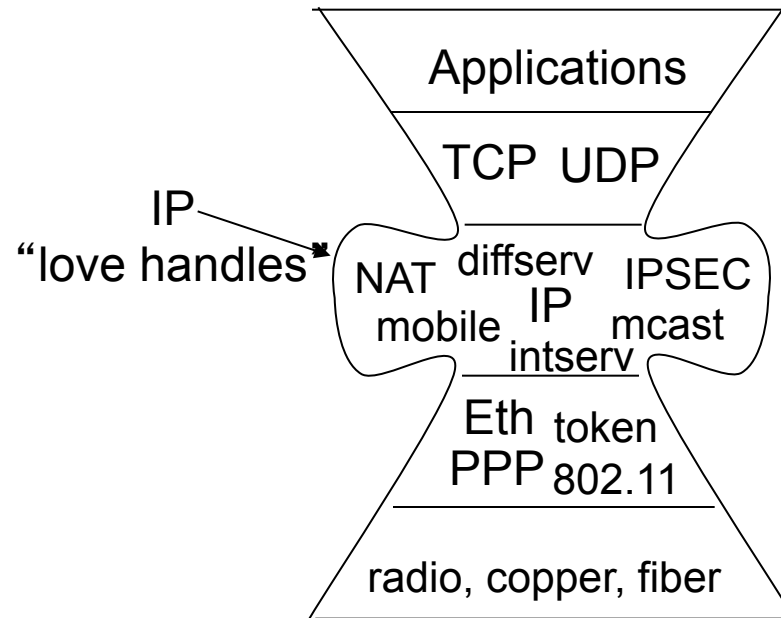 Applications
TCP UDP
IP
“love handles”
NAT diffserv IPSEC
IP
mobile mcast
intserv
Eth token
PPP 802.11
radio, copper, fiber